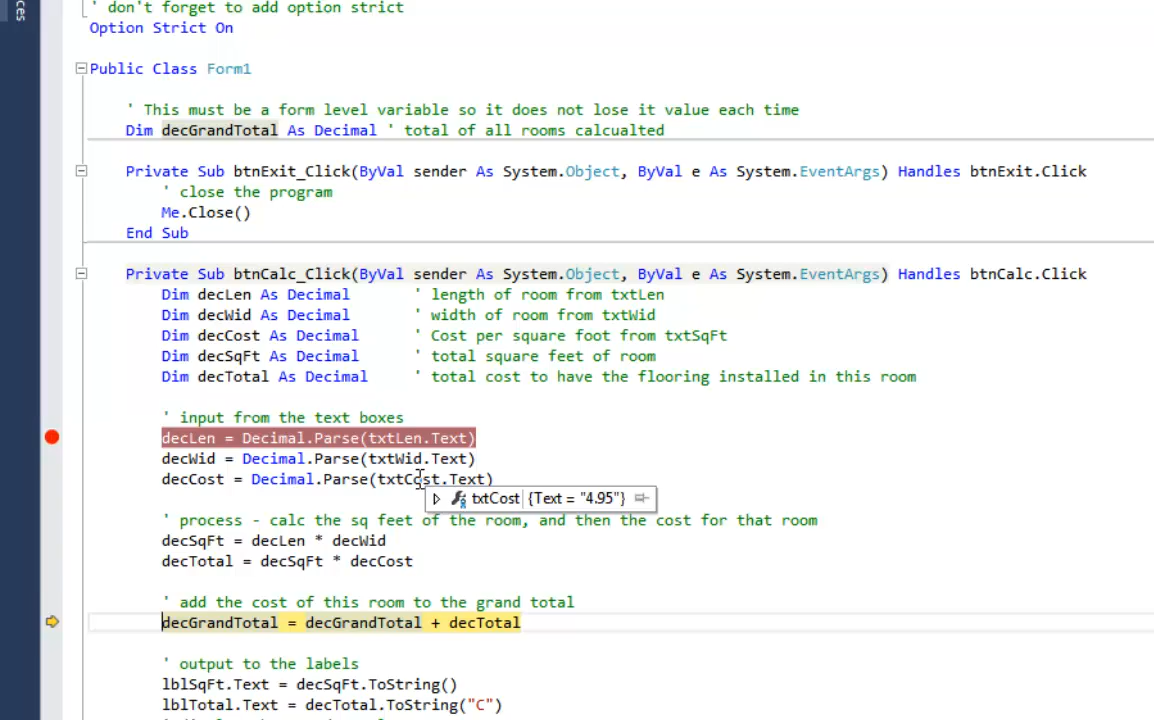 ces
' don't forget to add option strict
Option Strict On
Public Class Form1
' This must be a form level variable so it does not lose it value each time
Dim decGrandTotal As Decimal ' total of all rooms calcualted
Private Sub btnExit_Click(ByVal sender As System.Object, ByVal e As System.EventArgs) Handles btnExit.Click
' close the program
Me.Close()
End Sub
Private Sub btnCalc_Click(ByVal sender As System.Object, ByVal e As System.EventArgs) Handles btnCalc.Click
Dim decLen As Decimal ' length of room from txtLen
Dim decWid As Decimal ' width of room from txtWid
Dim decCost As Decimal ' Cost per square foot from txtSqFt
Dim decSqFt As Decimal ' total square feet of room
Dim decTotal As Decimal ' total cost to have the flooring installed in this room
' input from the text boxes
decLen = Decimal.Parse(txtLen.Text)
decWid = Decimal.Parse(txtWid.Text)
decCost = Decimal.Parse(txtCost.Text)
txtCost {Text = "4.95"}
' process - calc the sq feet of the room, and then the cost for that room
decSqFt = decLen * decWid
decTotal = decSqFt * decCost
' add the cost of this room to the grand total
decGrandTotal = decGrandTotal + decTotal
' output to the labels
lblSqFt.Text = decSqFt.ToString()
lblTotal.Text = decTotal.ToString("C")